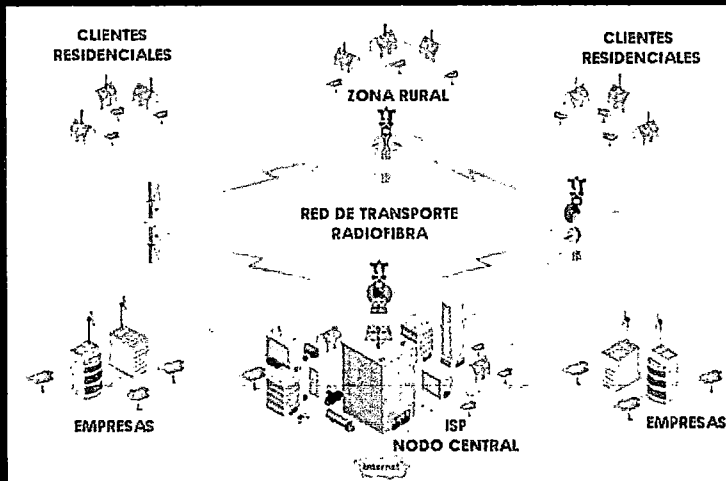 CLIENTES
RESIDENCIALES
ZONA RURAL
CLIENTES
RESIDENCIALES
RED DE TRANSPORTE
RADIOFIBRA
EMPRESAS
ISP
NODO CENTRAL
EMPRESAS
Internet